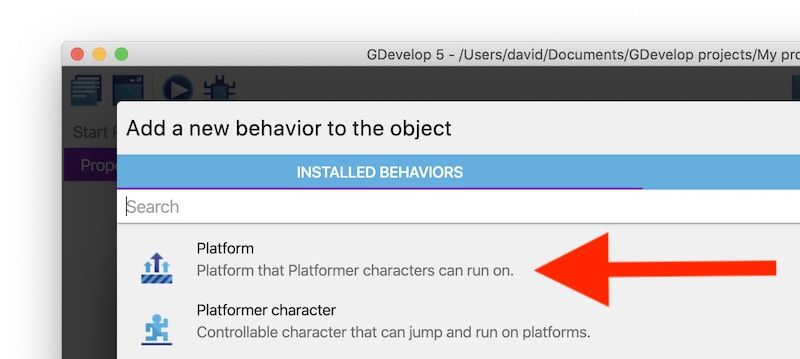 GDevelop 5 - /Users/david/Documents/GDevelop projects/My pro
Start
Add a new behavior to the object
Prope
INSTALLED BEHAVIORS
Search
Platform
Platform that Platformer characters can run on.
Platformer character
Controllable character that can jump and run on platforms.